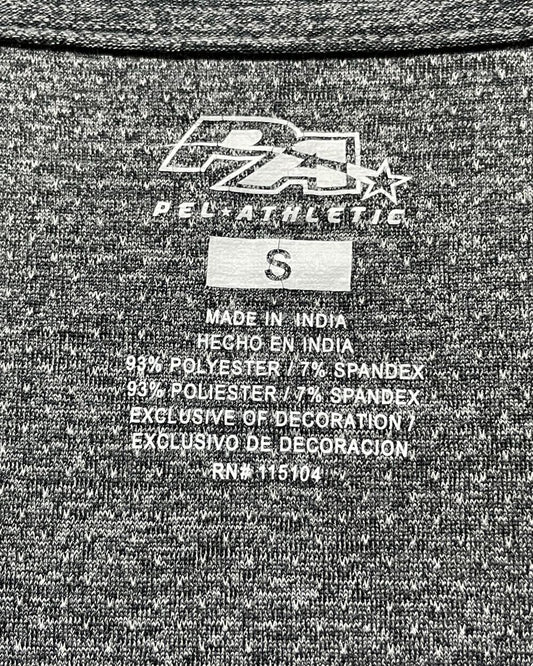 PA
PEL★ATHLETIC
S
MADE IN INDIA
HECHO EN INDIA
93% POLYESTER / 7% SPANDEX
93% POLIESTER / 7% SPANDEX
EXCLUSIVE OF DECORATION /
EXCLUSIVO DE DECORACION
RN# 115104